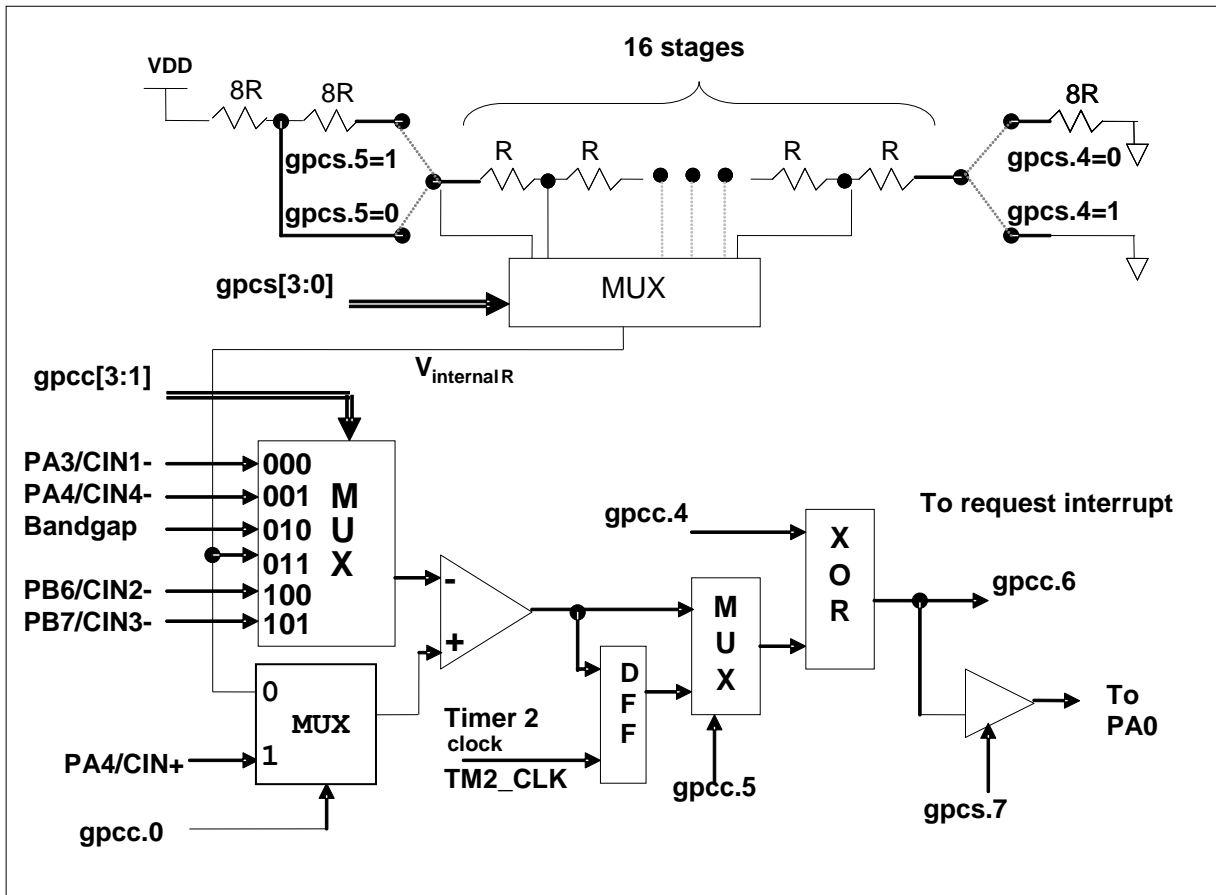 16 stages
VDD
8R
8R
8R
gpcs.5=1
R
R
R
R
gpcs.4=0
gpcs.5=0
gpcs.4=1
gpcs[3:0]
MUX
VinternalR
gpcc[3:1]
PA3/CIN1-
000
PA4/CIN4-
001
Bandgap
010
011
PB6/CIN2-
100
PB7/CIN3-
101
M
U
X
-
+
gpcc.4
To request interrupt
X
O
R
gpcc.6
M
U
X
D
F
F
0
MUX
1
PA4/CIN+
gpcc.0
Timer 2
clock
TM2_CLK
gpcc.5
To
PA0
gpcs.7